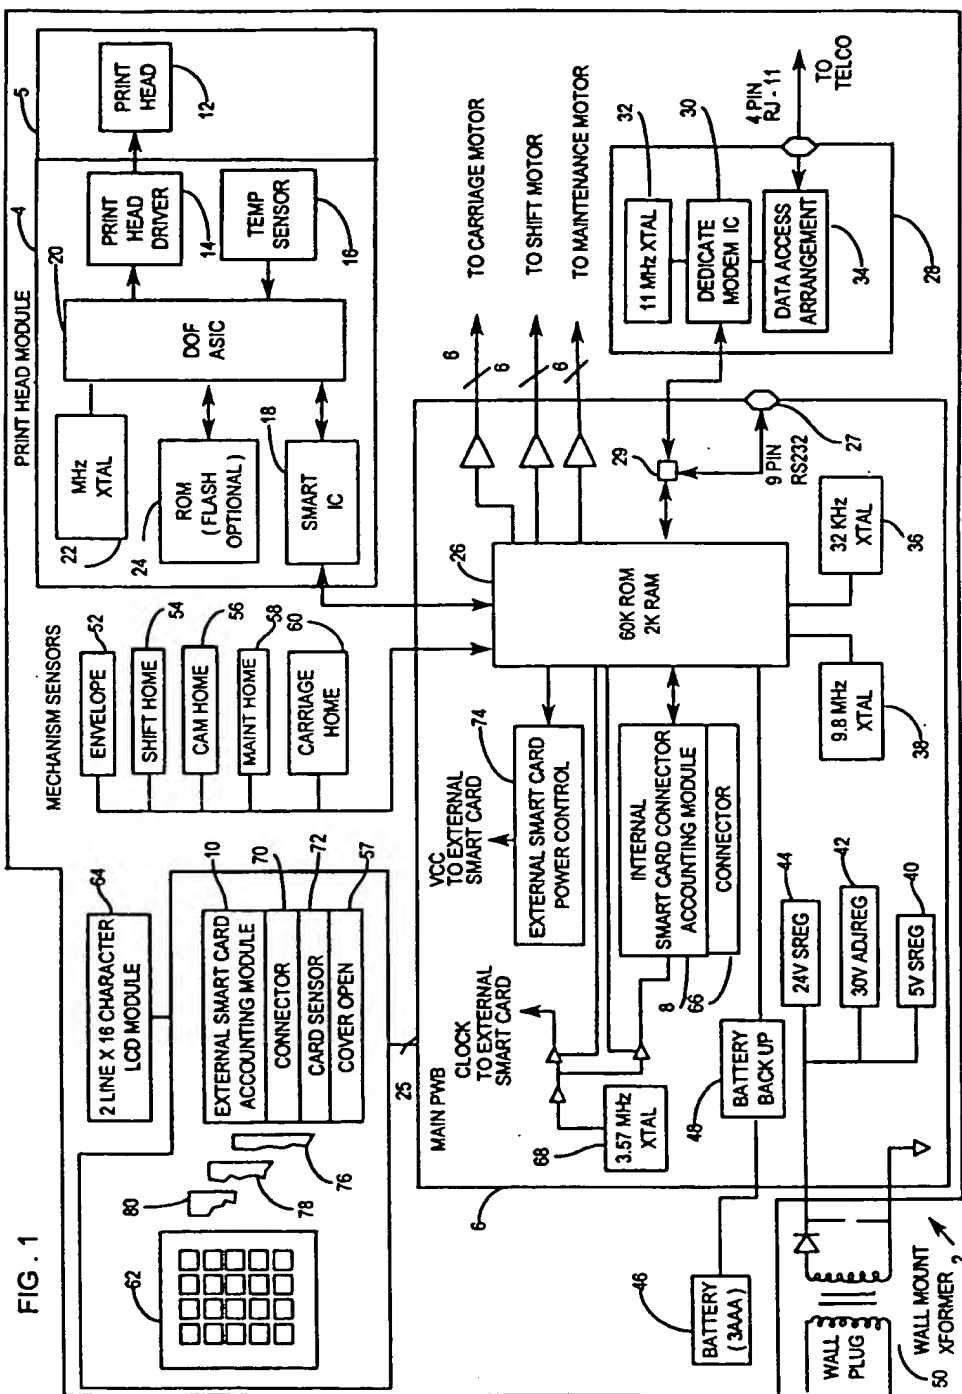 FIG. 1
62
80
78
76
2 LINE X 16 CHARACTER
LCD MODULE
64
EXTERNAL SMART CARD
ACCOUNTING MODULE
10
CONNECTOR
70
CARD SENSOR
72
COVER OPEN
57
25
MECHANISM SENSORS
ENVELOPE
52
SHIFT HOME
54
CAM HOME
56
MAINT HOME
58
CARRIAGE
HOME
60
PRINT HEAD MODULE
4
5
MHz
XTAL
22
ROM
( FLASH
OPTIONAL )
24
SMART
IC
18
DOF
ASIC
20
PRINT
HEAD
DRIVER
14
TEMP
SENSOR
16
PRINT
HEAD
12
MAIN PWB
6
CLOCK
TO EXTERNAL
SMART CARD
VCC
TO EXTERNAL
SMART CARD
EXTERNAL SMART CARD
POWER CONTROL
74
60K ROM
2K RAM
26
INTERNAL
SMART CARD CONNECTOR
ACCOUNTING MODULE
8
CONNECTOR
66
3.57 MHz
XTAL
68
BATTERY
BACK UP
48
BATTERY
( 3AAA )
46
24V SREG
44
30V ADJREG
42
5V SREG
40
9.8 MHz
XTAL
38
32 KHz
XTAL
36
6
TO CARRIAGE MOTOR
6
TO SHIFT MOTOR
6
TO MAINTENANCE MOTOR
29
9 PIN
RS232
27
11 MHz XTAL
32
DEDICATE
MODEM IC
30
DATA ACCESS
ARRANGEMENT
34
28
4 PIN
RJ - 11
TO
TELCO
WALL
PLUG
50
WALL MOUNT
XFORMER
2